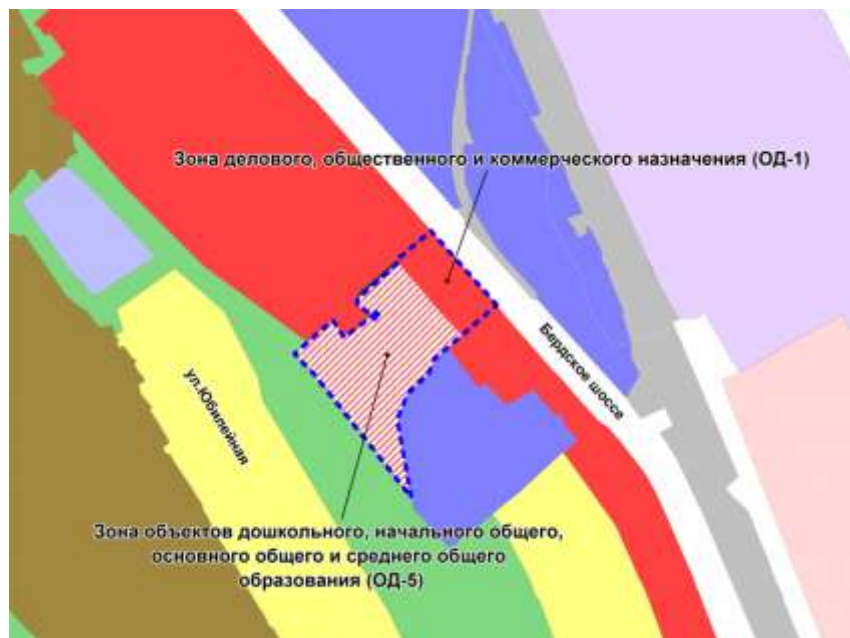 Зона делового, общественного и коммерческого назначения (ОД-1)
Бердское шоссе
ул.Юбилейная
Зона объектов дошкольного, начального общего,
основного общего и среднего общего
образования (ОД-5)